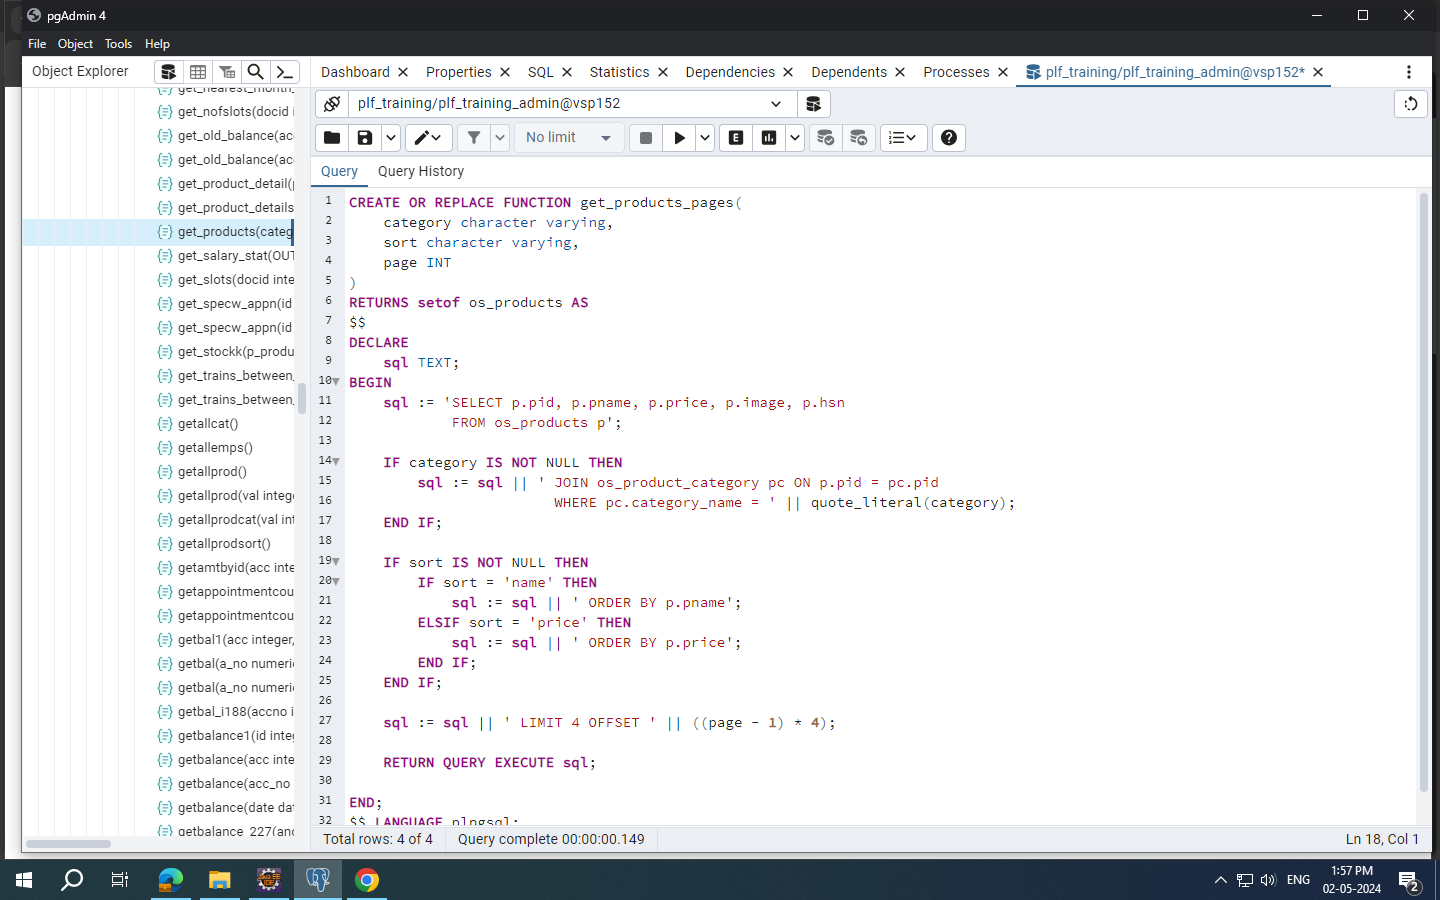 pgAdmin 4
File Object Tools Help
Object Explorer
Dashboard Properties SQL Statistics Dependencies Dependents Processes plf_training/plf_training_admin@vsp152*
plf_training/plf_training_admin@vsp152
No limit
E
Query Query History
get_nearest_month_
get_nofslots(docid i
get_old_balance(ac
get_old_balance(ac
get_product_detail(
get_product_details
get_products(categ
get_salary_stat(OUT
get_slots(docid inte
get_specw_appn(id
get_specw_appn(id
get_stockk(p_produ
get_trains_between_
get_trains_between_
getallcat()
getallemps()
getallprod()
getallprod(val integ
getallprodcat(val int
getallprodsort()
getamtbyid(acc inte
getappointmentcou
getappointmentcou
getbal1(acc integer,
getbal(a_no numeri
getbal(a_no numeri
getbal_i188(accno i
getbalance1(id integ
getbalance(acc inte
getbalance(acc_no
getbalance(date da
getbalance_227(anc
1 CREATE OR REPLACE FUNCTION get_products_pages(
2 category character varying,
3 sort character varying,
4 page INT
5 )
6 RETURNS setof os_products AS
7 $$
8 DECLARE
9 sql TEXT;
10 BEGIN
11 sql := 'SELECT p.pid, p.pname, p.price, p.image, p.hsn
12 FROM os_products p';
13
14 IF category IS NOT NULL THEN
15 sql := sql || ' JOIN os_product_category pc ON p.pid = pc.pid
16 WHERE pc.category_name = ' || quote_literal(category);
17 END IF;
18
19 IF sort IS NOT NULL THEN
20 IF sort = 'name' THEN
21 sql := sql || ' ORDER BY p.pname';
22 ELSIF sort = 'price' THEN
23 sql := sql || ' ORDER BY p.price';
24 END IF;
25 END IF;
26
27 sql := sql || ' LIMIT 4 OFFSET ' || ((page - 1) * 4);
28
29 RETURN QUERY EXECUTE sql;
30
31 END;
32 $$ LANGUAGE plpgsql;
Total rows: 4 of 4 Query complete 00:00:00.149 Ln 18, Col 1
ENG
1:57 PM
02-05-2024
2